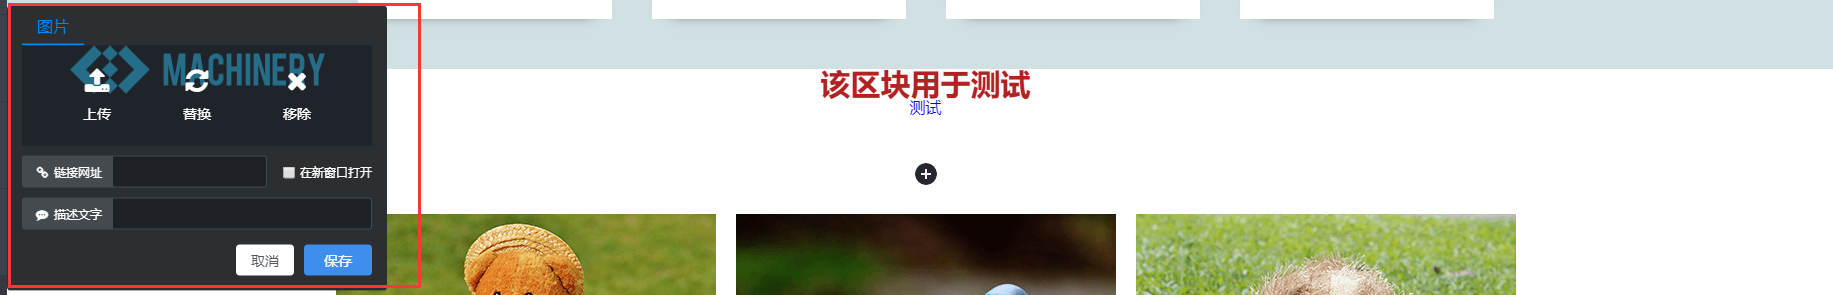 图片
MACHINERY
上传 替换 移除
链接网址 在新窗口打开
描述文字
取消 保存
该区块用于测试
测试